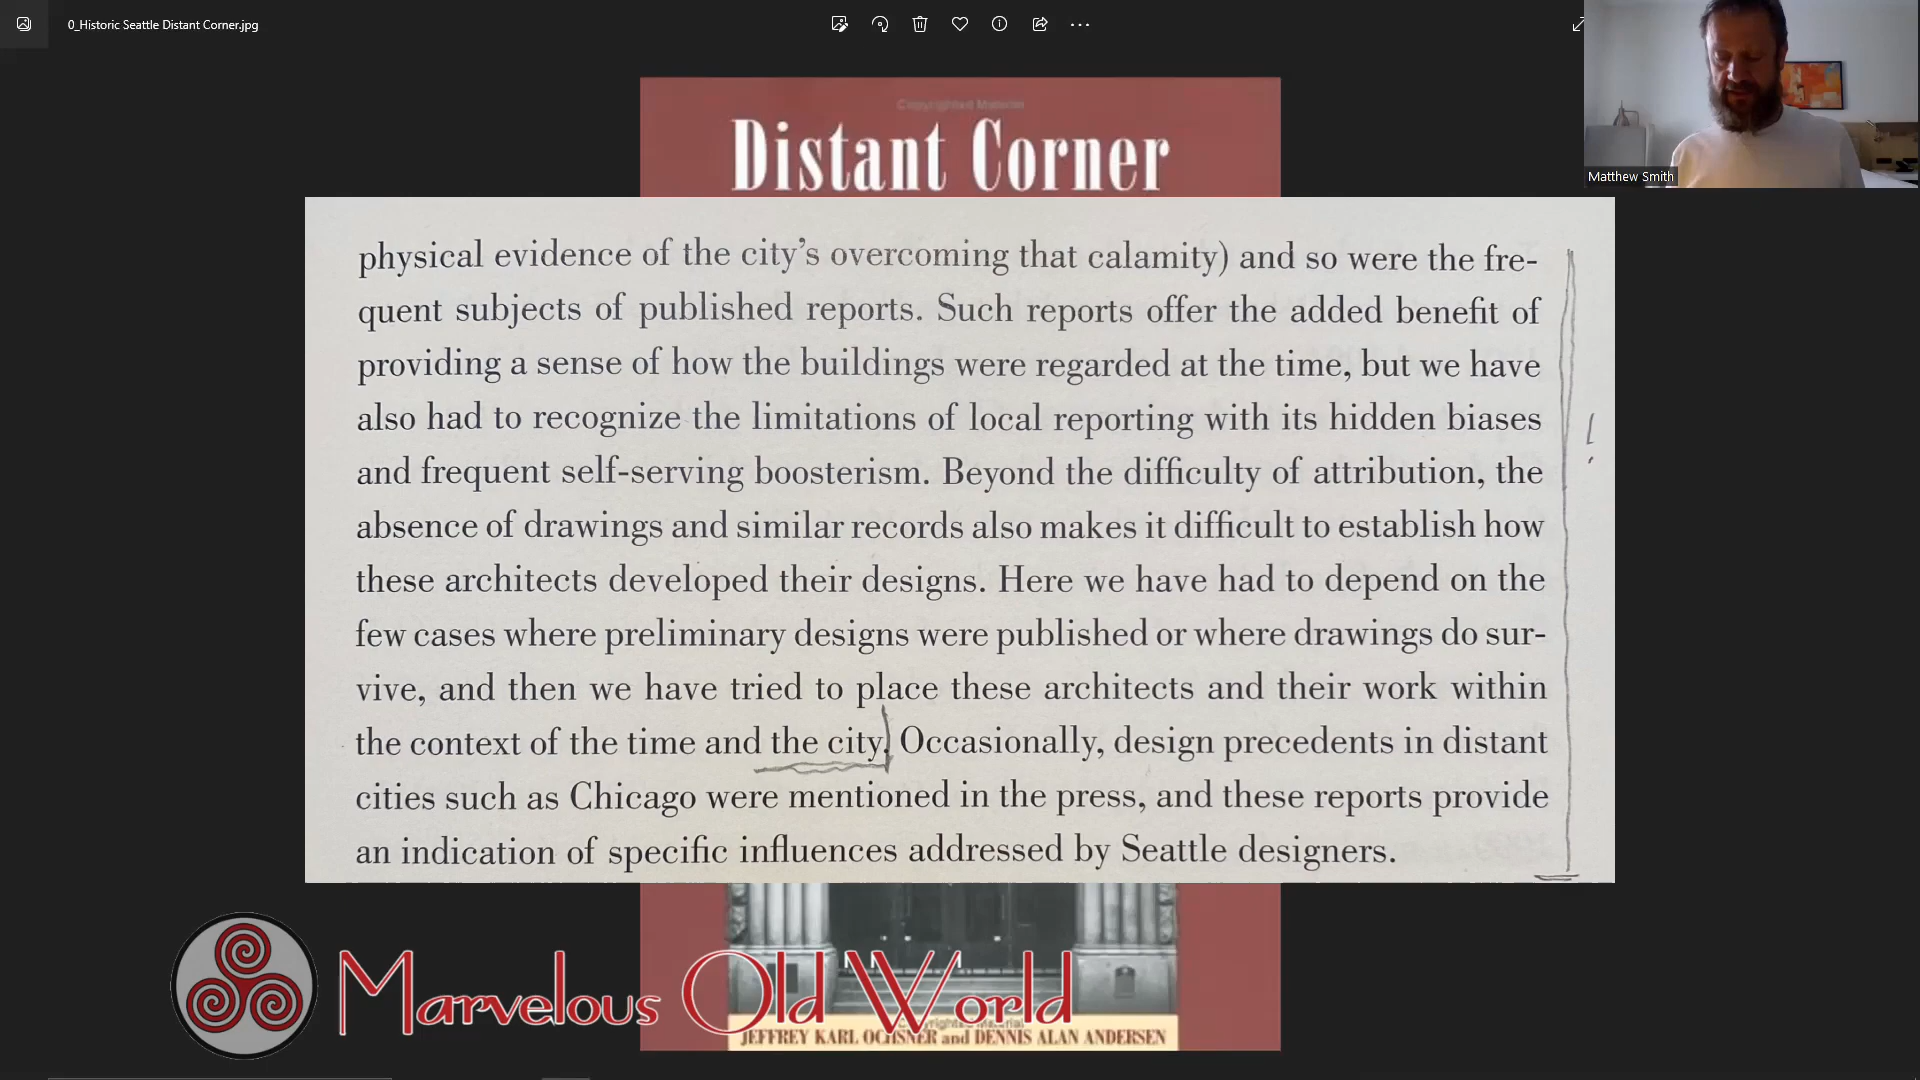 0_Historic Seattle Distant Corner.jpg
Matthew Smith
Copyrighted Material
Distant Corner
physical evidence of the city's overcoming that calamity) and so were the fre-
quent subjects of published reports. Such reports offer the added benefit of
providing a sense of how the buildings were regarded at the time, but we have
also had to recognize the limitations of local reporting with its hidden biases
and frequent self-serving boosterism. Beyond the difficulty of attribution, the
absence of drawings and similar records also makes it difficult to establish how
these architects developed their designs. Here we have had to depend on the
few cases where preliminary designs were published or where drawings do sur-
vive, and then we have tried to place these architects and their work within
the context of the time and the city. Occasionally, design precedents in distant
cities such as Chicago were mentioned in the press, and these reports provide
an indication of specific influences addressed by Seattle designers.
!
Marvelous Old World
Copyrighted Material
JEFFREY KARL OCHSNER and DENNIS ALAN ANDERSEN